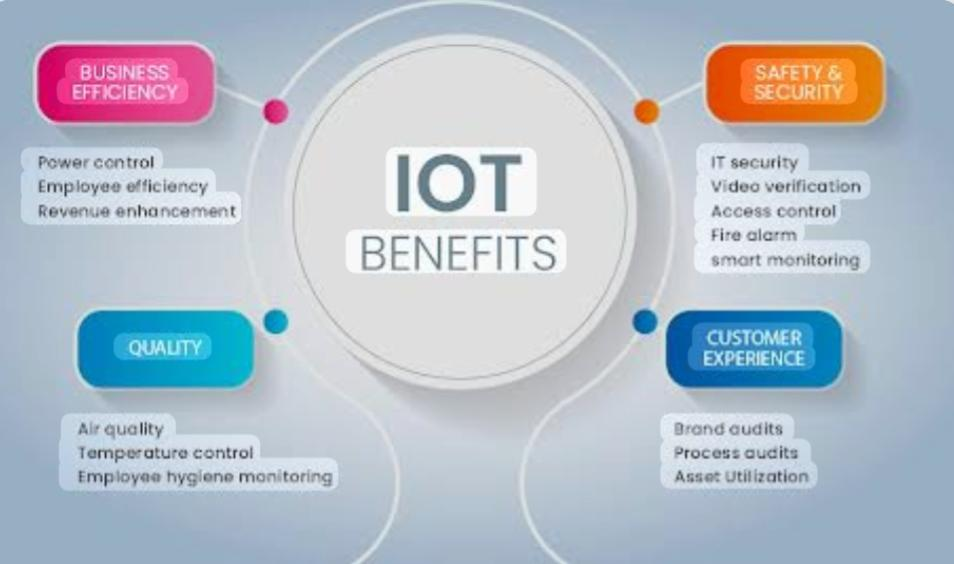 BUSINESS
EFFICIENCY
Power control
Employee efficiency
Revenue enhancement
IOT
BENEFITS
SAFETY &
SECURITY
IT security
Video verification
Access control
Fire alarm
smart monitoring
QUALITY
Air quality
Temperature control
Employee hygiene monitoring
CUSTOMER
EXPERIENCE
Brand audits
Process audits
Asset Utilization